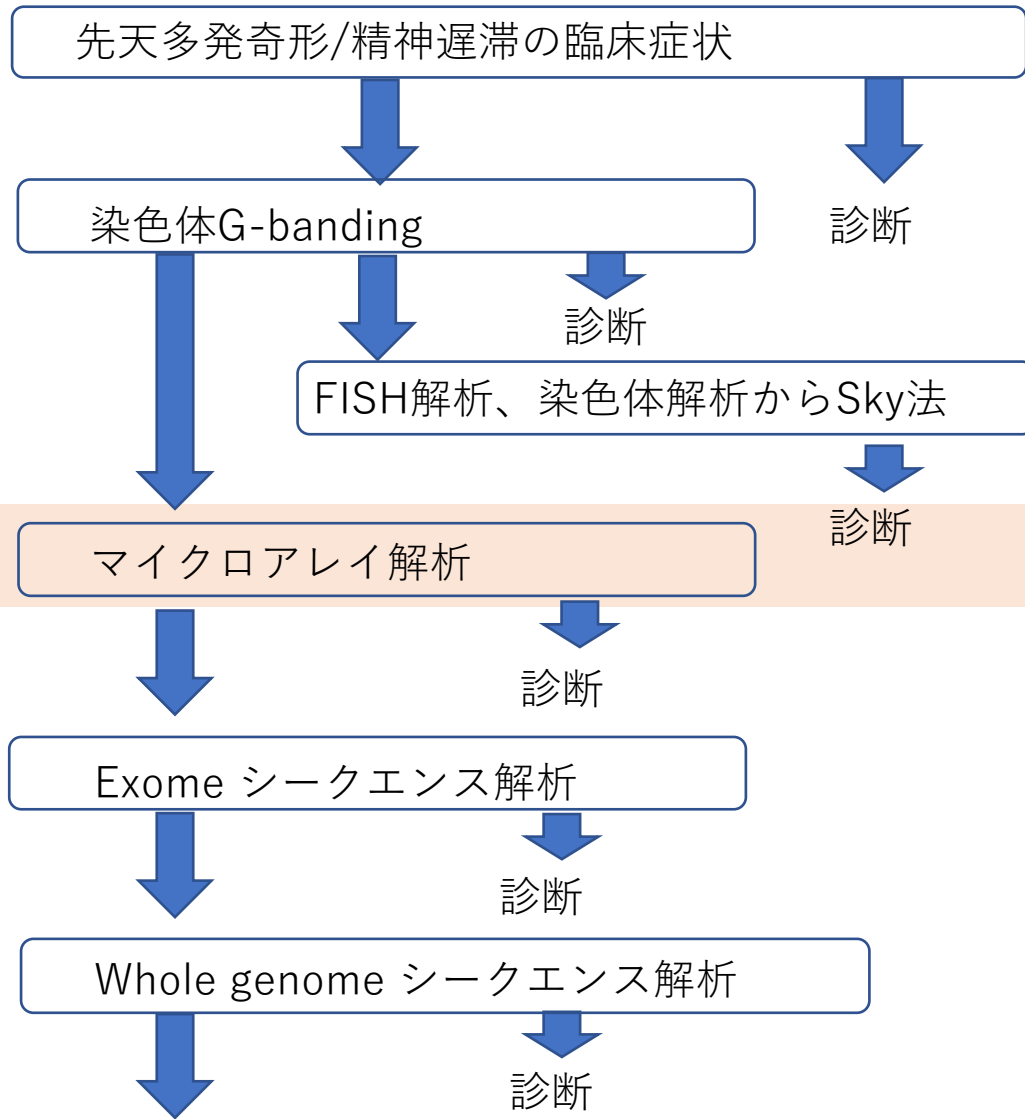 先天多発奇形/精神遅滞の臨床症状
染色体G-banding
診断
診断
FISH解析、染色体解析からSky法
診断
マイクロアレイ解析
診断
Exome シークエンス解析
診断
Whole genome シークエンス解析
診断